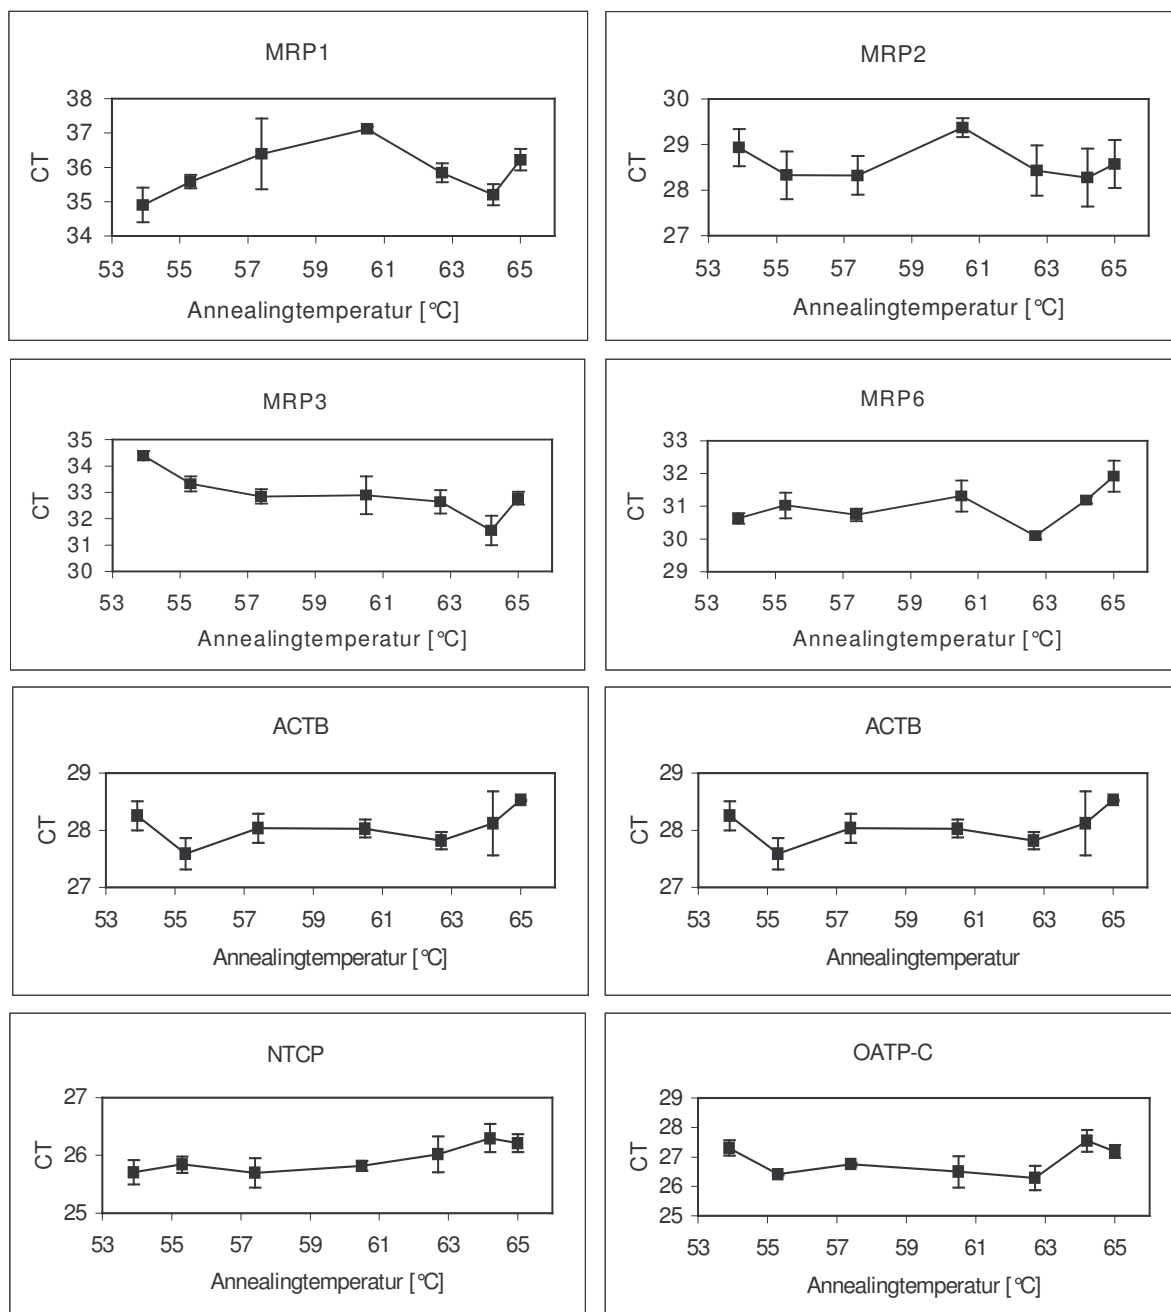 MRP1
38
37
36
35
34
CT
53 55 57 59 61 63 65
Annealingtemperatur [°C]
MRP2
30
29
28
27
CT
53 55 57 59 61 63 65
Annealingtemperatur [°C]
MRP3
35
34
33
32
31
30
CT
53 55 57 59 61 63 65
Annealingtemperatur [°C]
MRP6
33
32
31
30
29
CT
53 55 57 59 61 63 65
Annealingtemperatur [°C]
ACTB
29
28
27
CT
53 55 57 59 61 63 65
Annealingtemperatur [°C]
ACTB
29
28
27
CT
53 55 57 59 61 63 65
Annealingtemperatur
NTCP
27
26
25
CT
53 55 57 59 61 63 65
Annealingtemperatur [°C]
OATP-C
29
28
27
26
25
CT
53 55 57 59 61 63 65
Annealingtemperatur [°C]